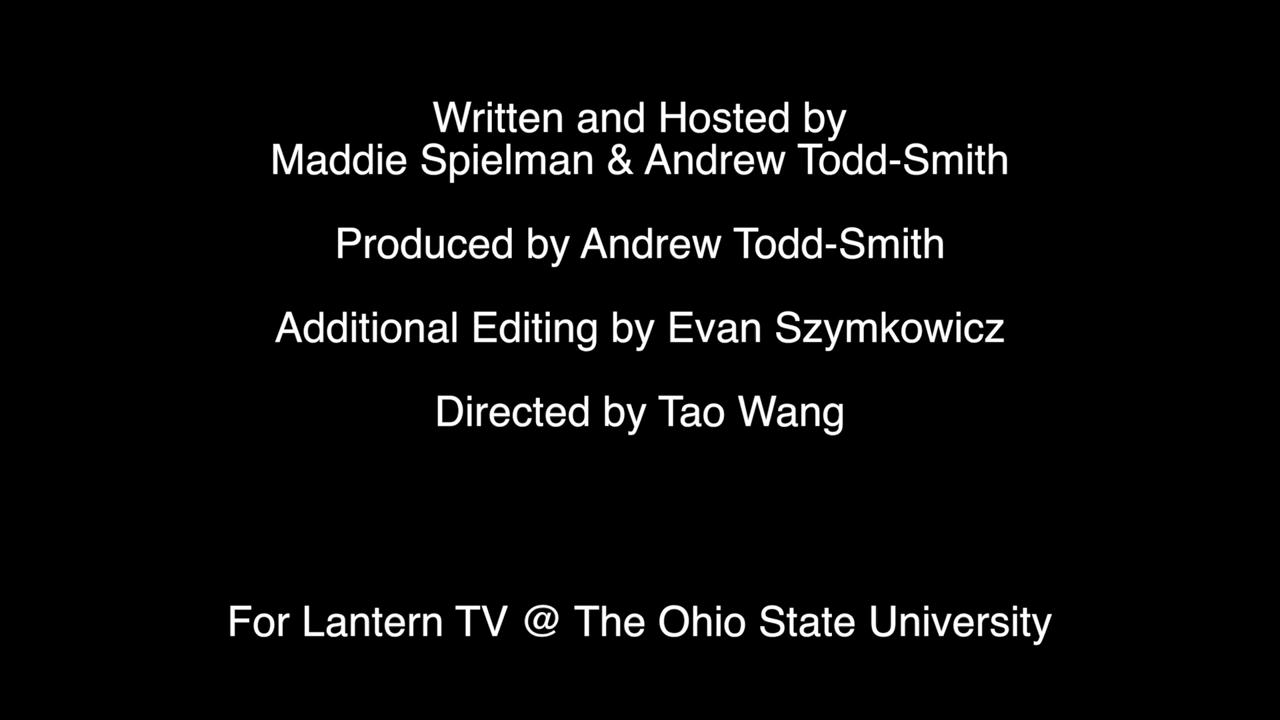 Written and Hosted by
Maddie Spielman & Andrew Todd-Smith
Produced by Andrew Todd-Smith
Additional Editing by Evan Szymkowicz
Directed by Tao Wang
For Lantern TV @ The Ohio State University